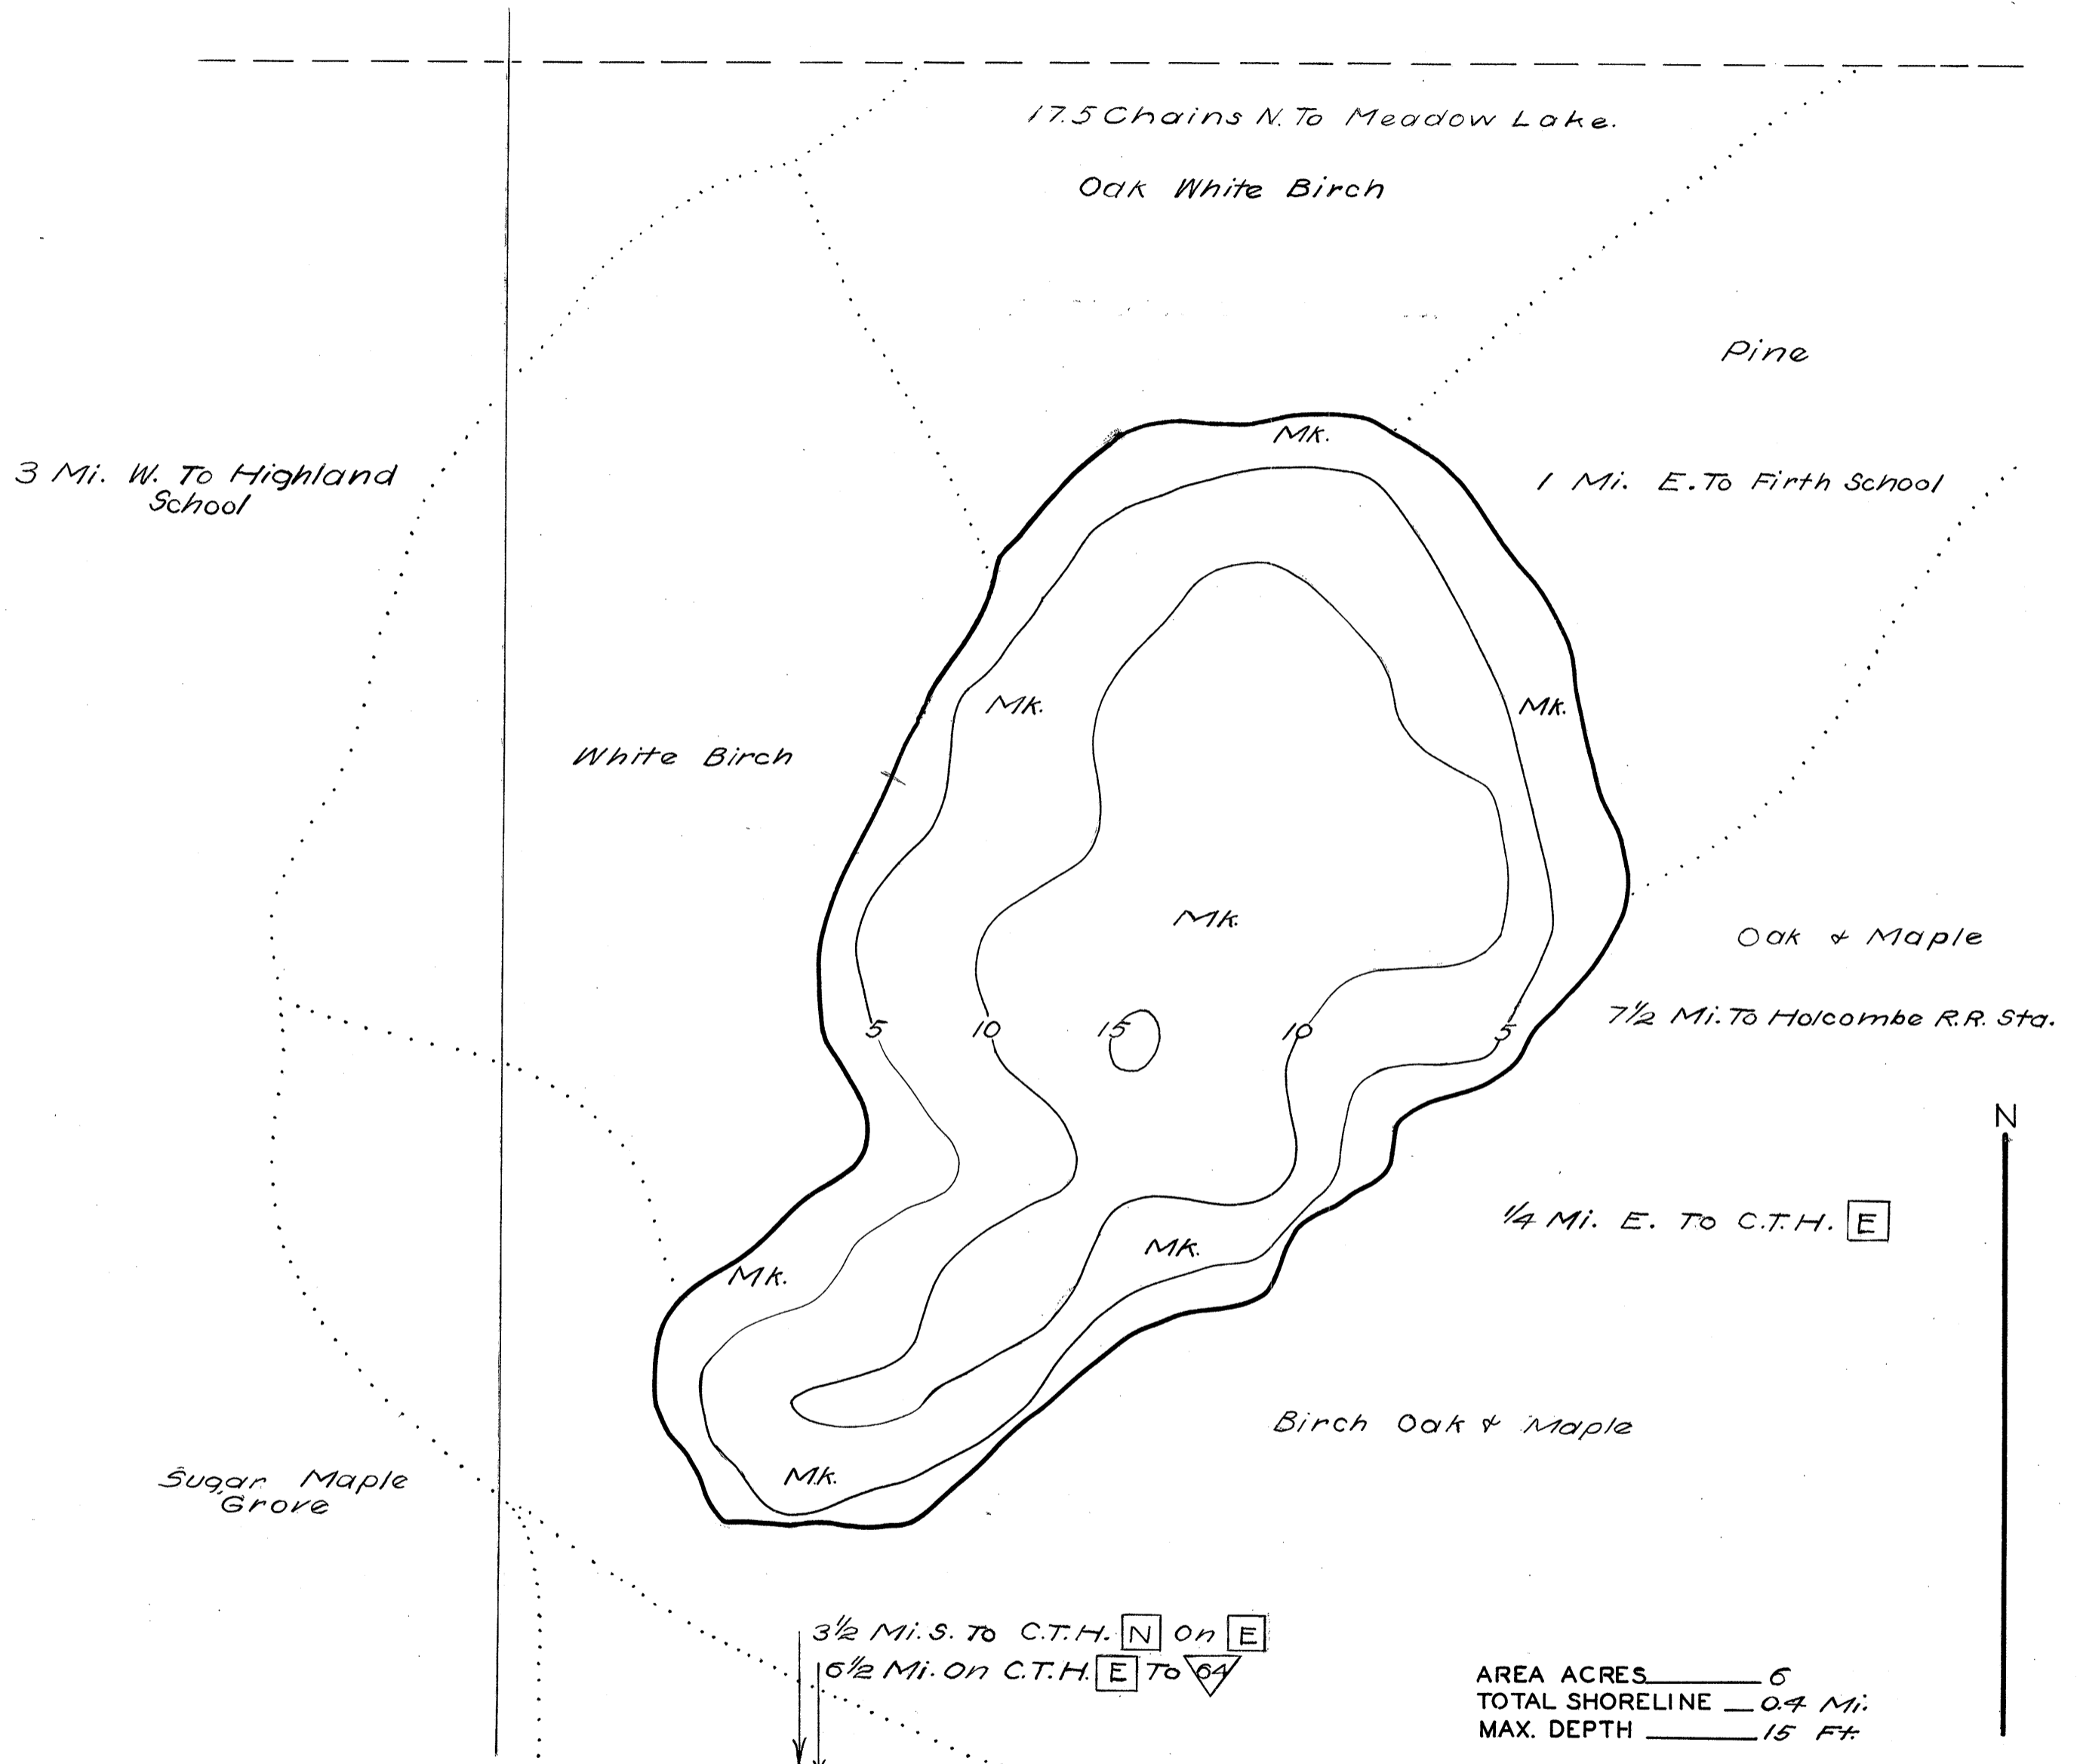 17.5 Chains N. To Meadow Lake.
Oak White Birch
Pine
Mk.
3 Mi. W. To Highland
School
1 Mi. E. To Firth School
Mk.
Mk.
White Birch
Mk.
Oak & Maple
7½ Mi. To Holcombe R.R. Sta.
5
10
15
10
5
N
¼ Mi. E. To C.T.H. E
Mk.
Mk.
Birch Oak & Maple
Mk.
Sugar Maple
Grove
3½ Mi. S. To C.T.H. N On E
6½ Mi. On C.T.H. E To 64
AREA ACRES 6
TOTAL SHORELINE 0.4 Mi.
MAX. DEPTH 15 Ft.